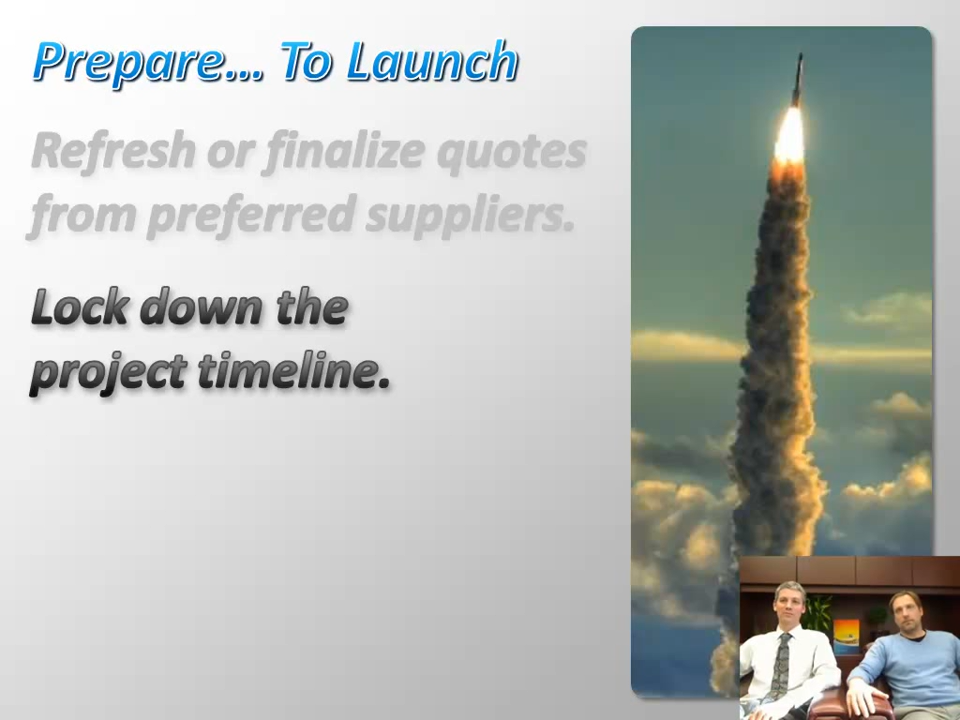 Prepare... To Launch
Refresh or finalize quotes
from preferred suppliers.
Lock down the
project timeline.